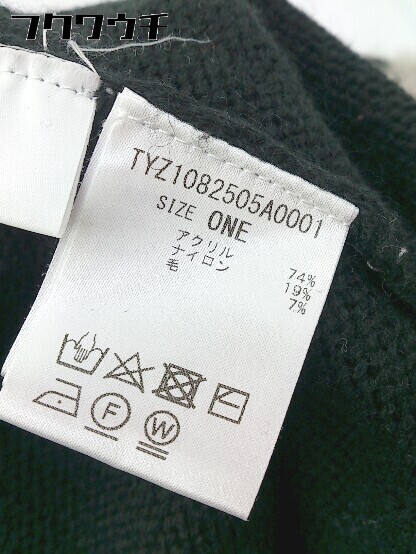 フクウウチ
TYZ1082505A0001
SIZE ONE
アクリル 74%
ナイロン 19%
毛 7%
F W